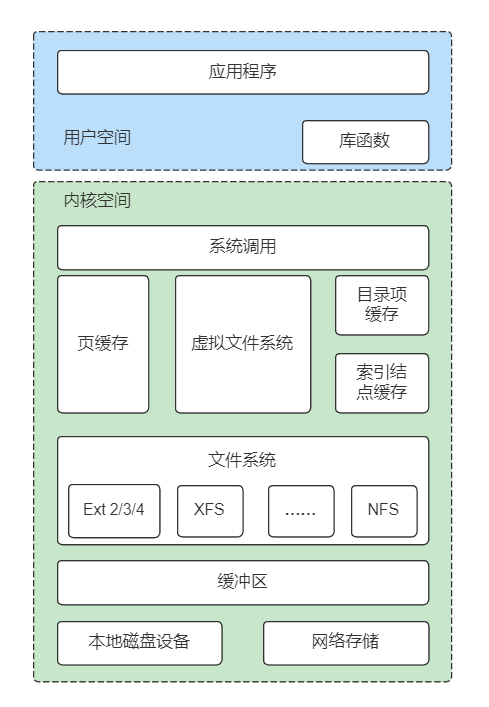 应用程序
用户空间
库函数
内核空间
系统调用
页缓存
虚拟文件系统
目录项
缓存
索引结
点缓存
文件系统
Ext 2/3/4
XFS
……
NFS
缓冲区
本地磁盘设备
网络存储